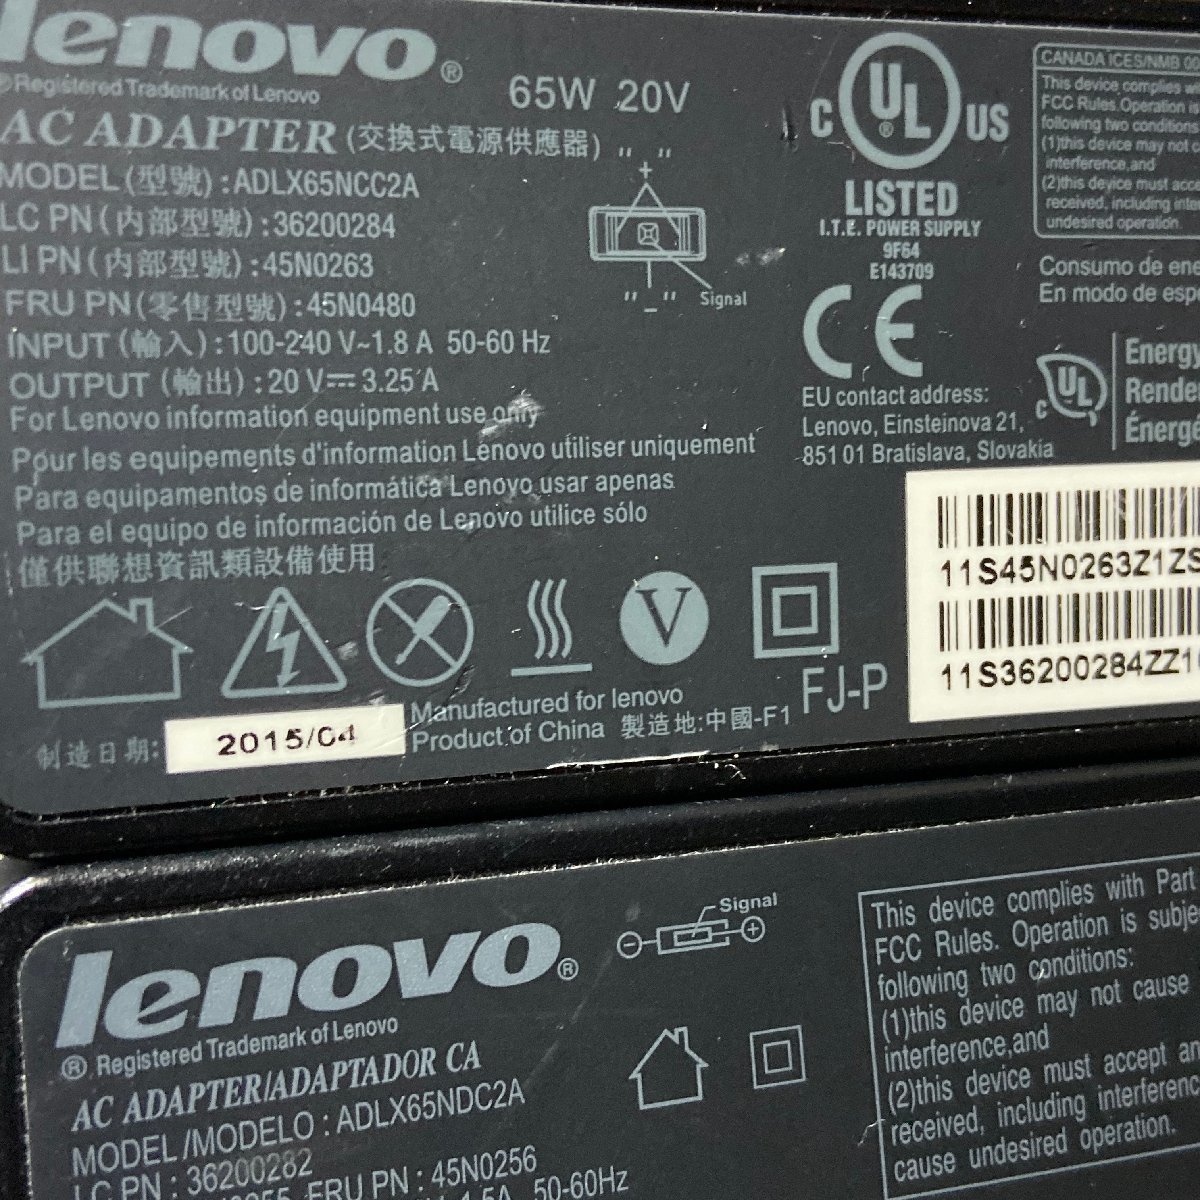 lenovo®
® Registered Trademark of Lenovo
65W 20V
AC ADAPTER (交換式電源供應器)
MODEL (型號) : ADLX65NCC2A
LC PN (內部型號) : 36200284
LI PN (內部型號) : 45N0263
FRU PN (零售型號) : 45N0480
INPUT (輸入) : 100-240 V~1.8 A 50-60 Hz
OUTPUT (輸出) : 20 V⎓ 3.25 A
For Lenovo information equipment use only
Pour les equipements d'information Lenovo utiliser uniquement
Para equipamentos de informática Lenovo usar apenas
Para el equipo de información de Lenovo utilice sólo
僅供聯想資訊類設備使用
" + "
" - "
Signal
C UL ® US
LISTED
I.T.E. POWER SUPPLY
9F64
E143709
CE
EU contact address:
Lenovo, Einsteinova 21,
851 01 Bratislava, Slovakia
CANADA ICES/NMB
This device complies
FCC Rules. Operation
following two conditions
(1)this device may not
interference,and
(2)this device must
received, including
undesired operation.
Consumo de
En modo de
c UL
Energy
11S45N0263Z1ZS
11S36200284ZZ1
V
FJ-P
Manufactured for lenovo
Product of China 製造地:中國-F1
制造日期: 2015/04
lenovo®
® Registered Trademark of Lenovo
AC ADAPTER/ADAPTADOR CA
MODEL/MODELO : ADLX65NDC2A
LC PN : 36200282
FRU PN : 45N0256
1.5A, 50-60Hz
Signal
- +
This device complies with Part
FCC Rules. Operation is
following two conditions:
(1)this device may not cause
interference,and
(2)this device must accept
received, including
cause undesired operation.